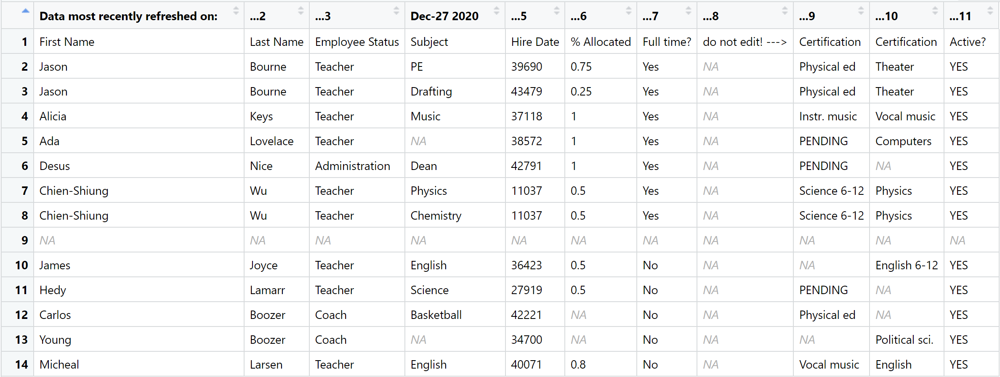 Data most recently refreshed on: ...2 ...3 Dec-27 2020 ...5 ...6 ...7 ...8 ...9 ...10 ...11
1 First Name Last Name Employee Status Subject Hire Date % Allocated Full time? do not edit! ---> Certification Certification Active?
2 Jason Bourne Teacher PE 39690 0.75 Yes NA Physical ed Theater YES
3 Jason Bourne Teacher Drafting 43479 0.25 Yes NA Physical ed Theater YES
4 Alicia Keys Teacher Music 37118 1 Yes NA Instr. music Vocal music YES
5 Ada Lovelace Teacher NA 38572 1 Yes NA PENDING Computers YES
6 Desus Nice Administration Dean 42791 1 Yes NA PENDING NA YES
7 Chien-Shiung Wu Teacher Physics 11037 0.5 Yes NA Science 6-12 Physics YES
8 Chien-Shiung Wu Teacher Chemistry 11037 0.5 Yes NA Science 6-12 Physics YES
9 NA NA NA NA NA NA NA NA NA NA NA
10 James Joyce Teacher English 36423 0.5 No NA NA English 6-12 YES
11 Hedy Lamarr Teacher Science 27919 0.5 No NA PENDING NA YES
12 Carlos Boozer Coach Basketball 42221 NA No NA Physical ed NA YES
13 Young Boozer Coach NA 34700 NA No NA NA Political sci. YES
14 Micheal Larsen Teacher English 40071 0.8 No NA Vocal music English YES